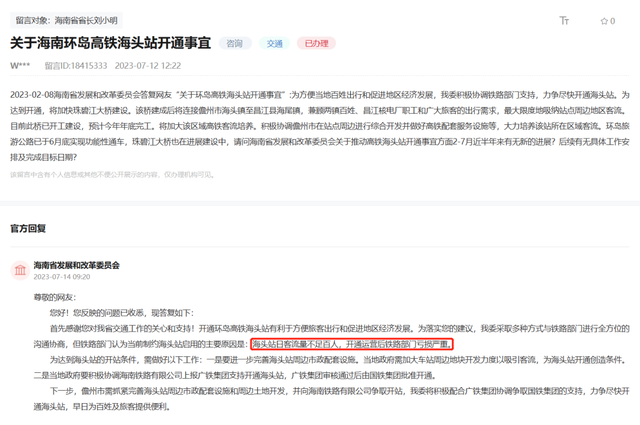 留言对象：海南省省长刘小明
0
关于海南环岛高铁海头站开通事宜 咨询 交通 已办理
W*** 留言ID:18415333 2023-07-12 12:22
2023-02-08海南省发展和改革委员会答复网友“关于环岛高铁海头站开通事宜”:为方便当地百姓出行和促进地区经济发展，我委积极协调铁路部门支持，力争尽快开通海头站。为
达到开通，将加快珠碧江大桥建设。该桥建成后将连接儋州市海头镇至昌江县海尾镇，兼顾两镇百姓、昌江核电厂职工和广大旅客的出行需求，最大限度地吸纳站点周边地区客流。
目前此桥已开工建设，预计今年年底完工。将加大该区域高铁客流培养。积极协调儋州市在站点周边进行综合开发并做好高铁配套服务设施等，大力培养该站所在区域客流。环岛旅
游公路已于6月底实现功能性通车，珠碧江大桥也在进展建设中，请问海南省发展和改革委员会关于推动高铁海头站开通事宜方面2-7月近半年来有无新的进展？后续有无具体工作安
排及完成目标日期？
该留言中含有个人信息或其他不便公开展示的内容，仅办理机构可见。
官方回复
海南省发展和改革委员会
2023-07-14 09:20
尊敬的网友：
您好！您反映的问题已收悉，现答复如下：
首先感谢您对我省交通工作的关心和支持！开通环岛高铁海头站有利于方便旅客出行和促进地区经济发展。为落实您的建议，我委采取多种方式与铁路部门进行全方位的
沟通协商，但铁路部门认为当前制约海头站启用的主要原因是：海头站日客流量不足百人，开通运营后铁路部门亏损严重。
为达到海头站的开站条件，需做好以下工作：一是要进一步完善海头站周边市政配套设施。当地政府需加大车站周边地块开发力度以吸引客流，为海头站开通创造条件。
二是当地政府要积极协调海南铁路有限公司上报广铁集团支持开通海头站，广铁集团审核通过后由国铁集团批准开通。
下一步，儋州市需抓紧完善海头站周边市政配套设施和周边土地开发，并向海南铁路有限公司争取开站，我委将积极配合广铁集团协调争取国铁集团的支持，力争尽快开
通海头站，早日为百姓及旅客提供便利。